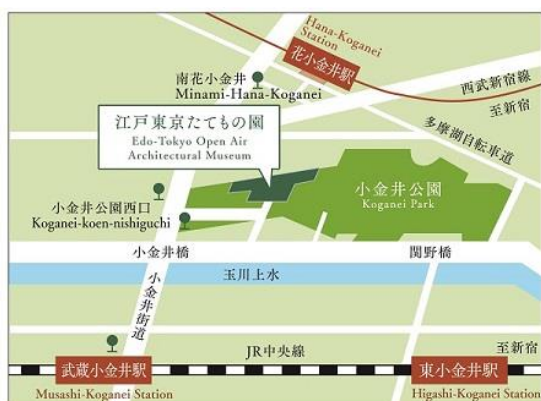 Hana-Koganei
Station
花小金井駅
南花小金井
Minami-Hana-Koganei
西武新宿線
至新宿
多摩湖自転車道
江戸東京たてもの園
Edo-Tokyo Open Air
Architectural Museum
小金井公園
Koganei Park
小金井公園西口
Koganei-koen-nishiguchi
小金井橋
関野橋
玉川上水
小金井街道
JR中央線
至新宿
武蔵小金井駅
東小金井駅
Musashi-Koganei Station
Higashi-Koganei Station